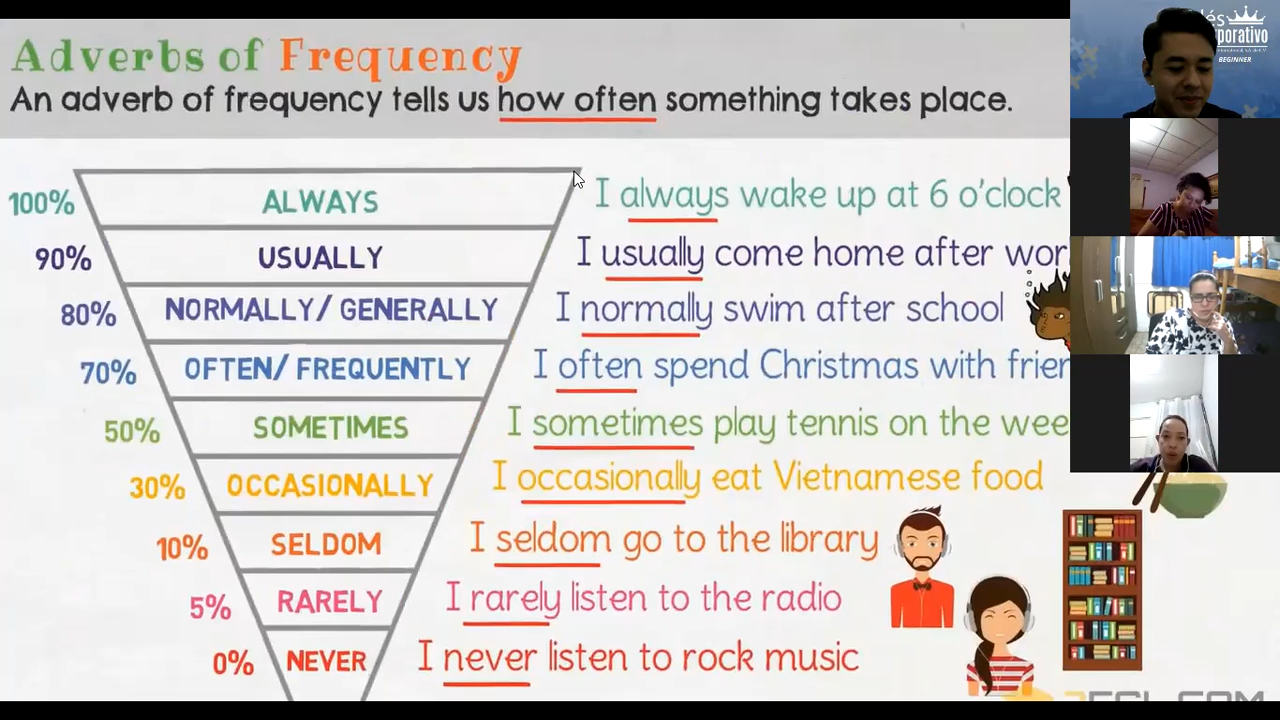 Adverbs of Frequency
An adverb of frequency tells us how often something takes place.
100% ALWAYS I always wake up at 6 o'clock
90% USUALLY I usually come home after wor
80% NORMALLY/ GENERALLY I normally swim after school
70% OFTEN/ FREQUENTLY I often spend Christmas with frien
50% SOMETIMES I sometimes play tennis on the wee
30% OCCASIONALLY I occasionally eat Vietnamese food
10% SELDOM I seldom go to the library
5% RARELY I rarely listen to the radio
0% NEVER I never listen to rock music
BEGINNER